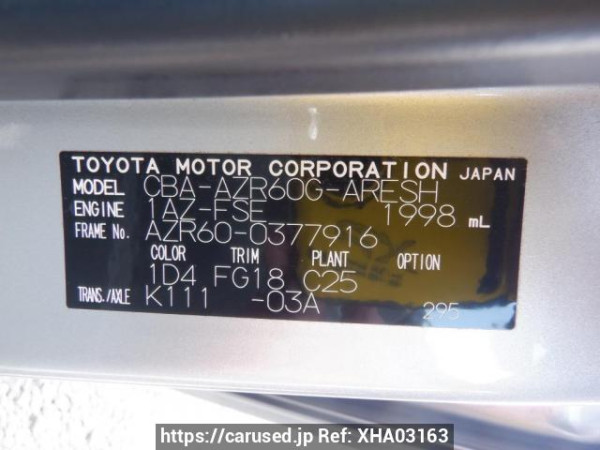 TOYOTA MOTOR CORPORATION JAPAN
MODEL CBA-AZR60G-ARESH
ENGINE 1AZ-FSE 1998 mL
FRAME No. AZR60-0377916
COLOR TRIM PLANT OPTION
1D4 FG18 C25
TRANS./AXLE K111 -03A 295
https://carused.jp Ref: XHA03163